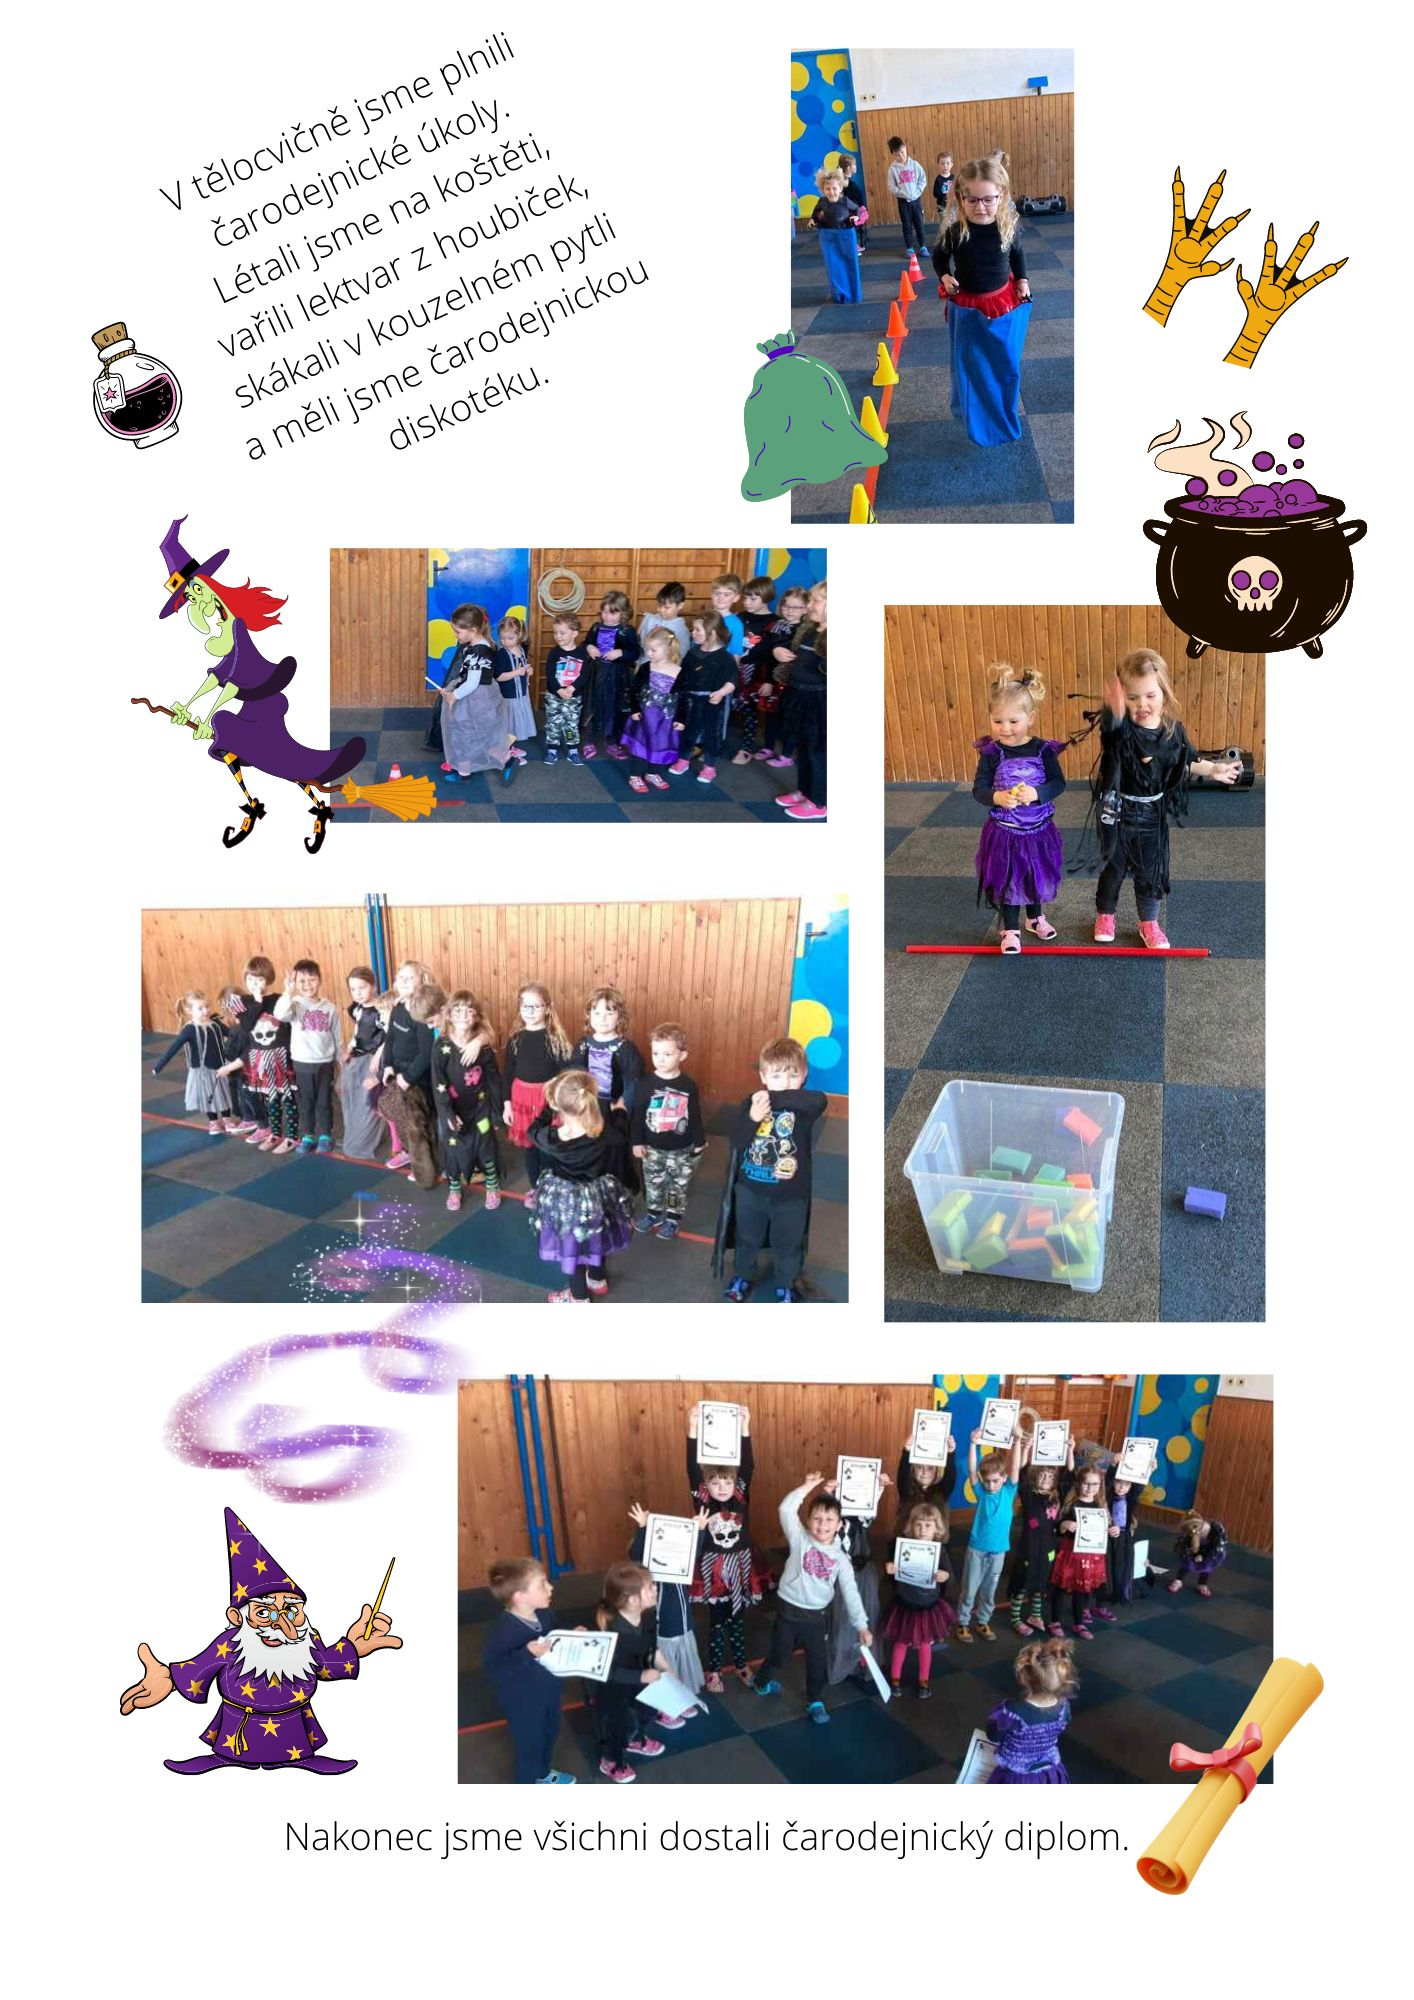 V tělocvičně jsme plnili
čarodejnické úkoly.
Létali jsme na koštěti,
vařili lektvar z houbiček,
skákali v kouzelném pytli
a měli jsme čarodejnickou
diskotéku.
Nakonec jsme všichni dostali čarodejnický diplom.